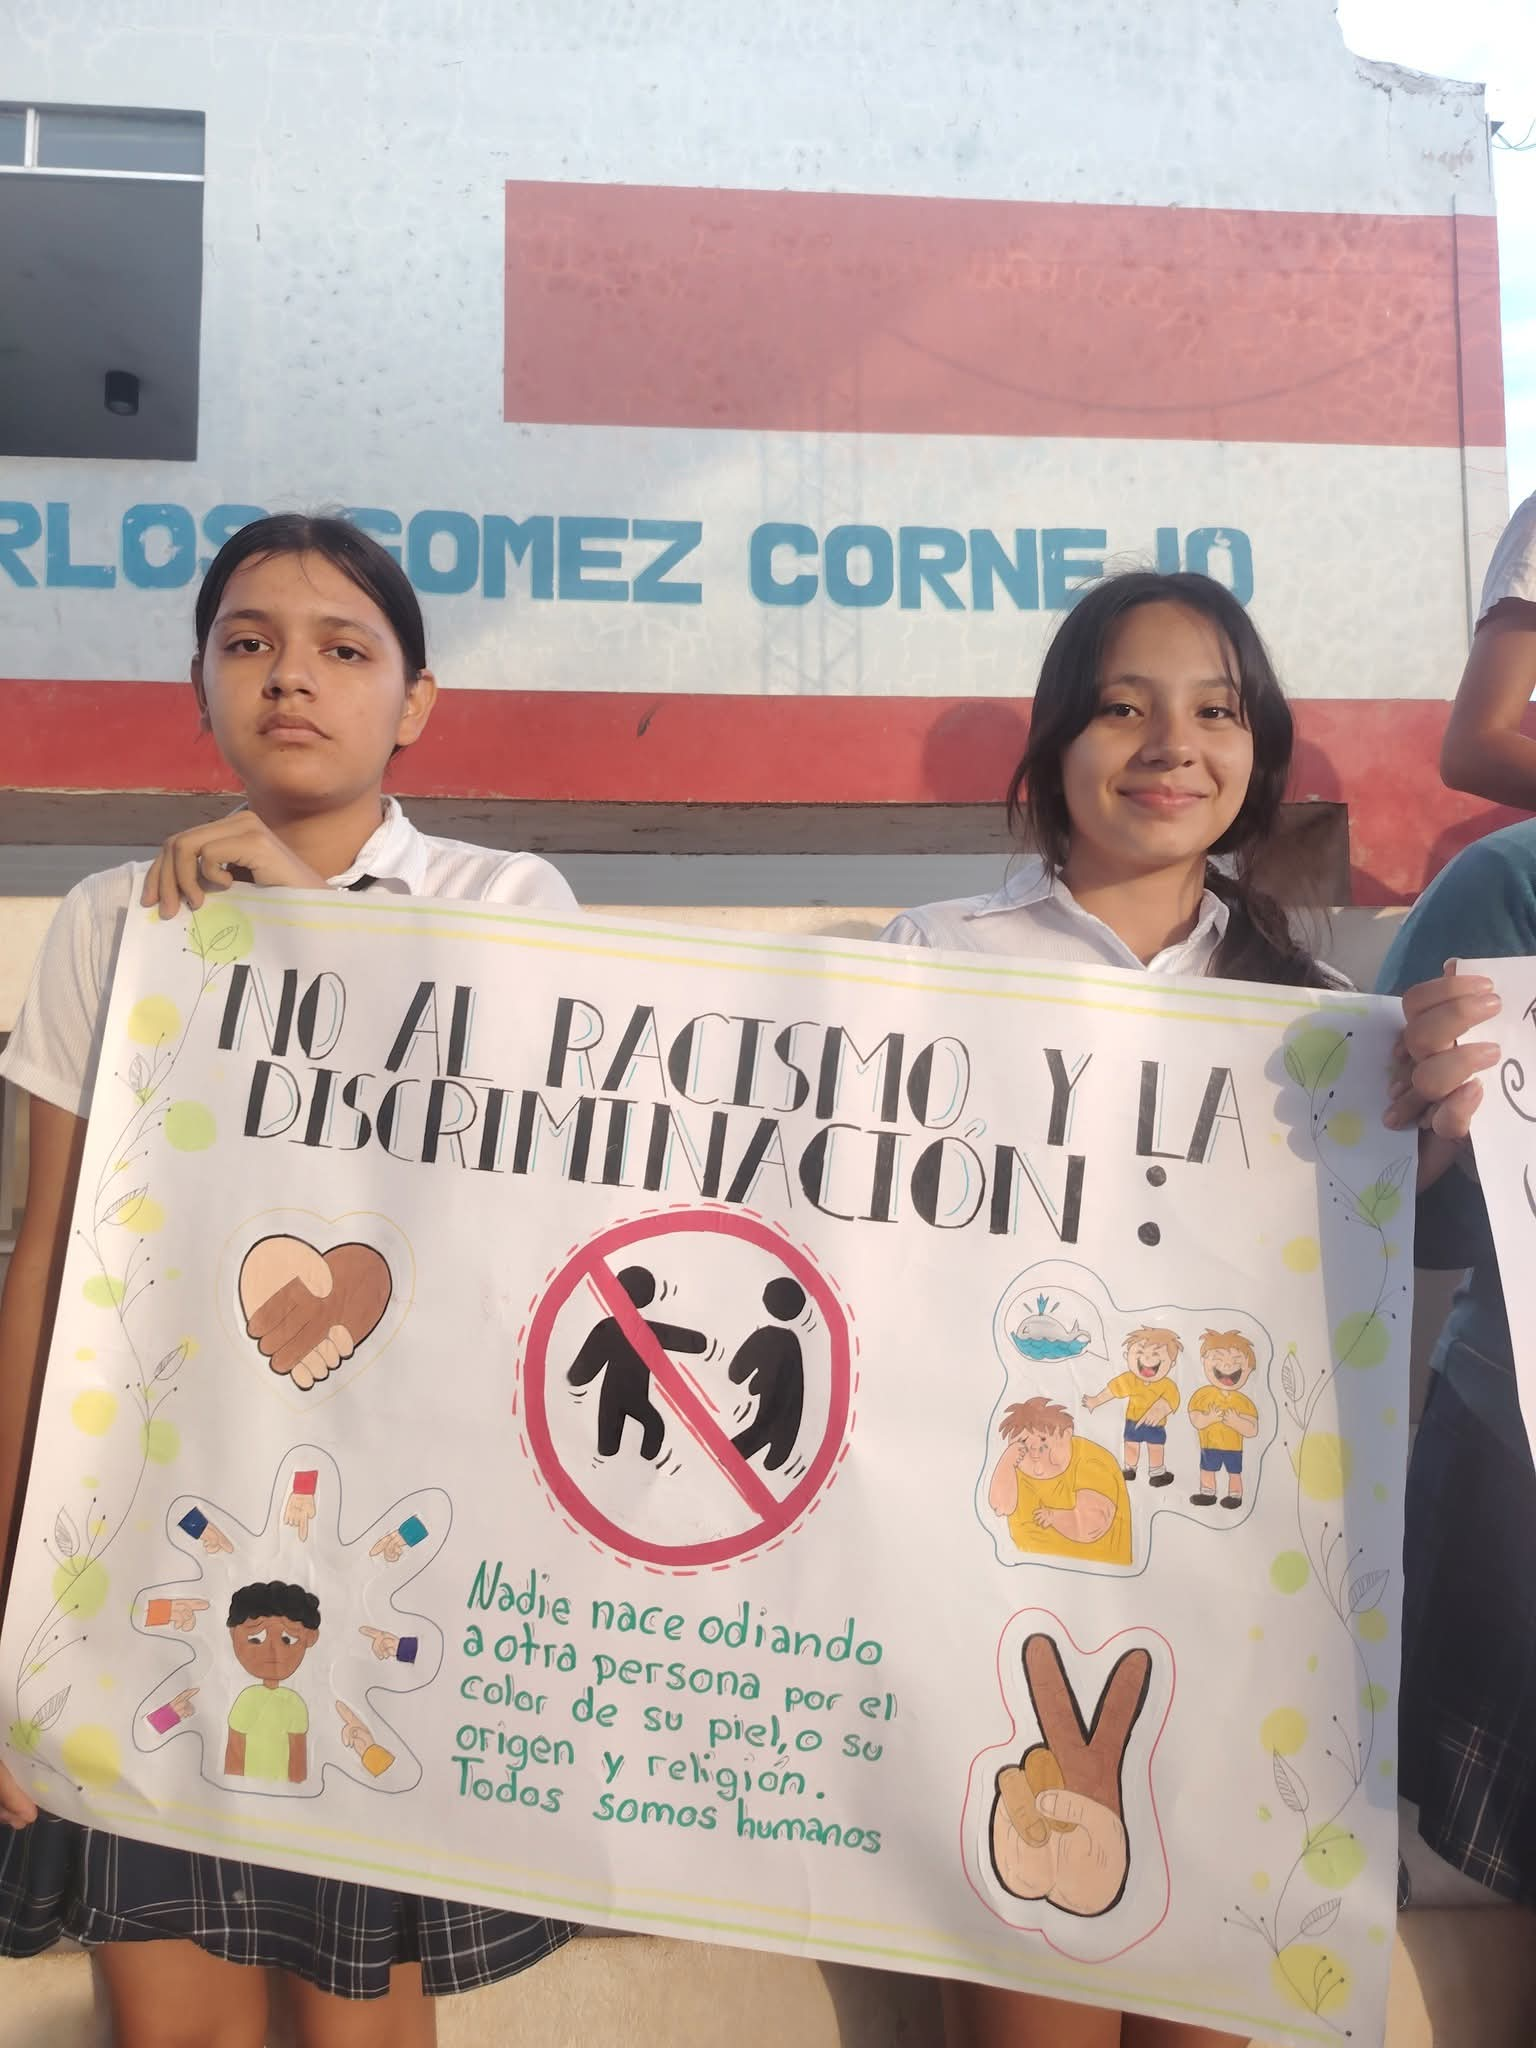 RLOS GOMEZ CORNEJO
NO AL RACISMO, Y LA
DISCRIMINACIÓN :
Nadie nace odiando
a otra persona por el
color de su piel, o su
origen y religión.
Todos somos humanos